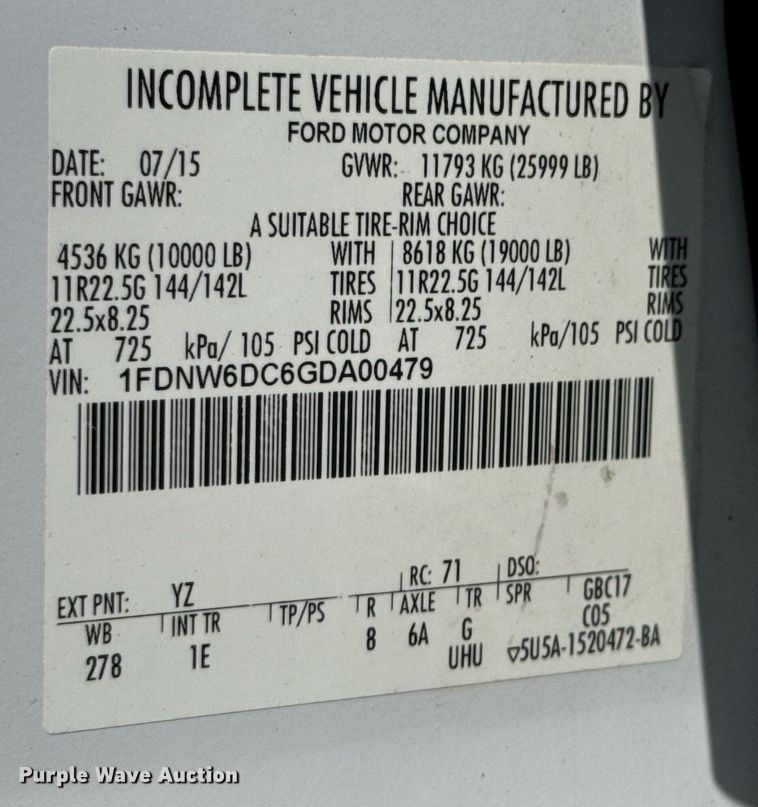 INCOMPLETE VEHICLE MANUFACTURED BY
FORD MOTOR COMPANY
DATE: 07/15 GVWR: 11793 KG (25999 LB)
FRONT GAWR: REAR GAWR:
A SUITABLE TIRE-RIM CHOICE
4536 KG (10000 LB) WITH 8618 KG (19000 LB) WITH
11R22.5G 144/142L TIRES 11R22.5G 144/142L TIRES
22.5x8.25 RIMS 22.5x8.25 RIMS
AT 725 kPa/ 105 PSI COLD AT 725 kPa/105 PSI COLD
VIN: 1FDNW6DC6GDA00479
EXT PNT: YZ RC: 71 DSO:
WB INT TR TP/PS R AXLE TR SPR GBC17
278 1E 8 6A G C05
UHU ▽5U5A-1520472-BA
Purple Wave Auction